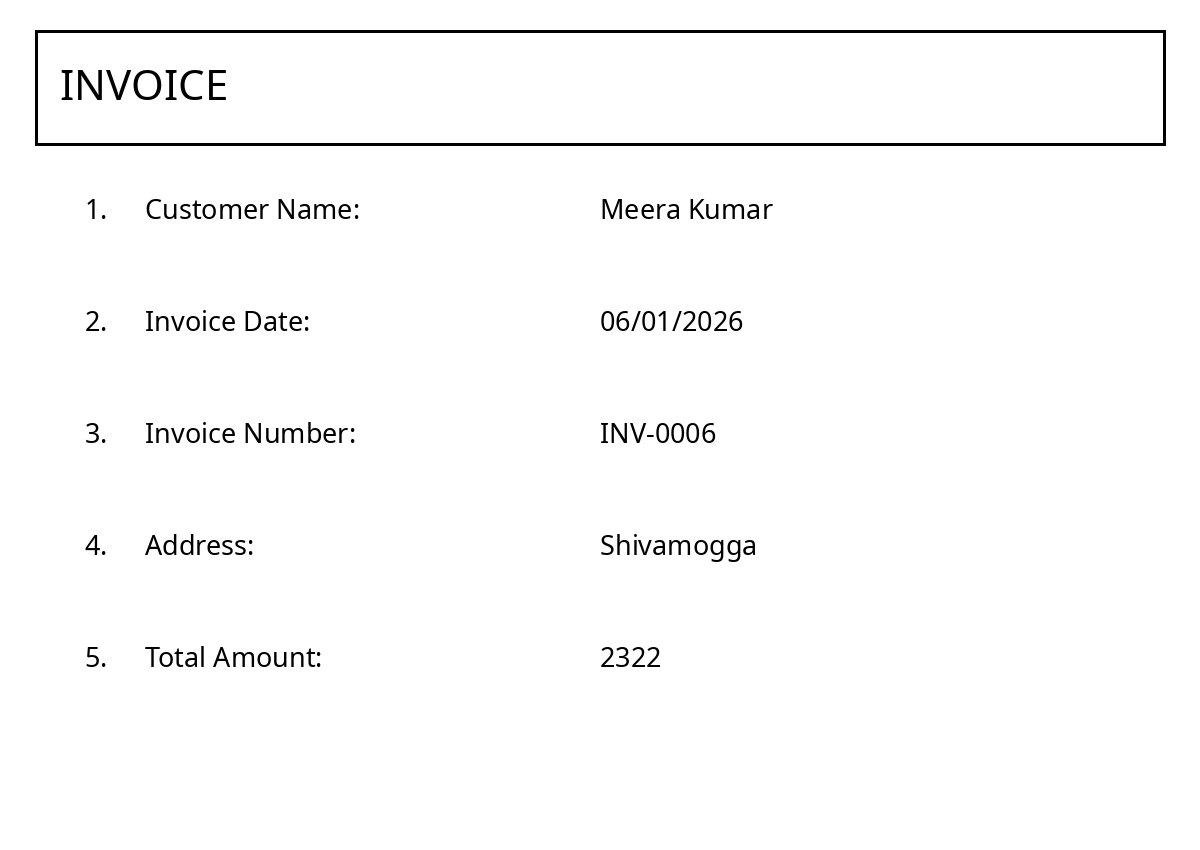 INVOICE
1. Customer Name: Meera Kumar
2. Invoice Date: 06/01/2026
3. Invoice Number: INV-0006
4. Address: Shivamogga
5. Total Amount: 2322